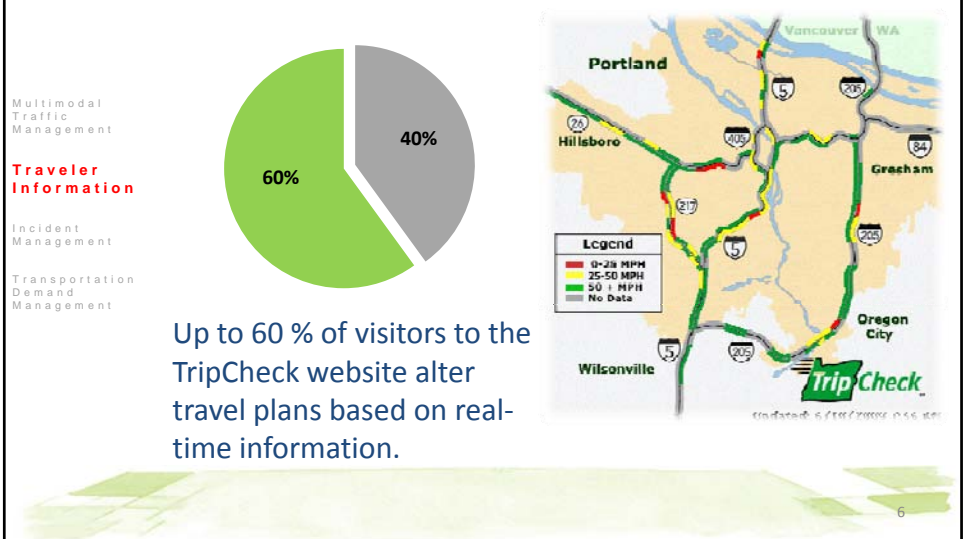 Multimodal
Traffic
Management
Traveler
Information
Incident
Management
Transportation
Demand
Management
60%
40%
Up to 60 % of visitors to the
TripCheck website alter
travel plans based on real-
time information.
Vancouver WA
Portland
5
205
26
Hillsboro
405
84
Gresham
217
205
Legend
0-25 MPH
25-50 MPH
50 + MPH
No Data
5
Oregon
City
5
205
Wilsonville
TripCheck
Updated:
6